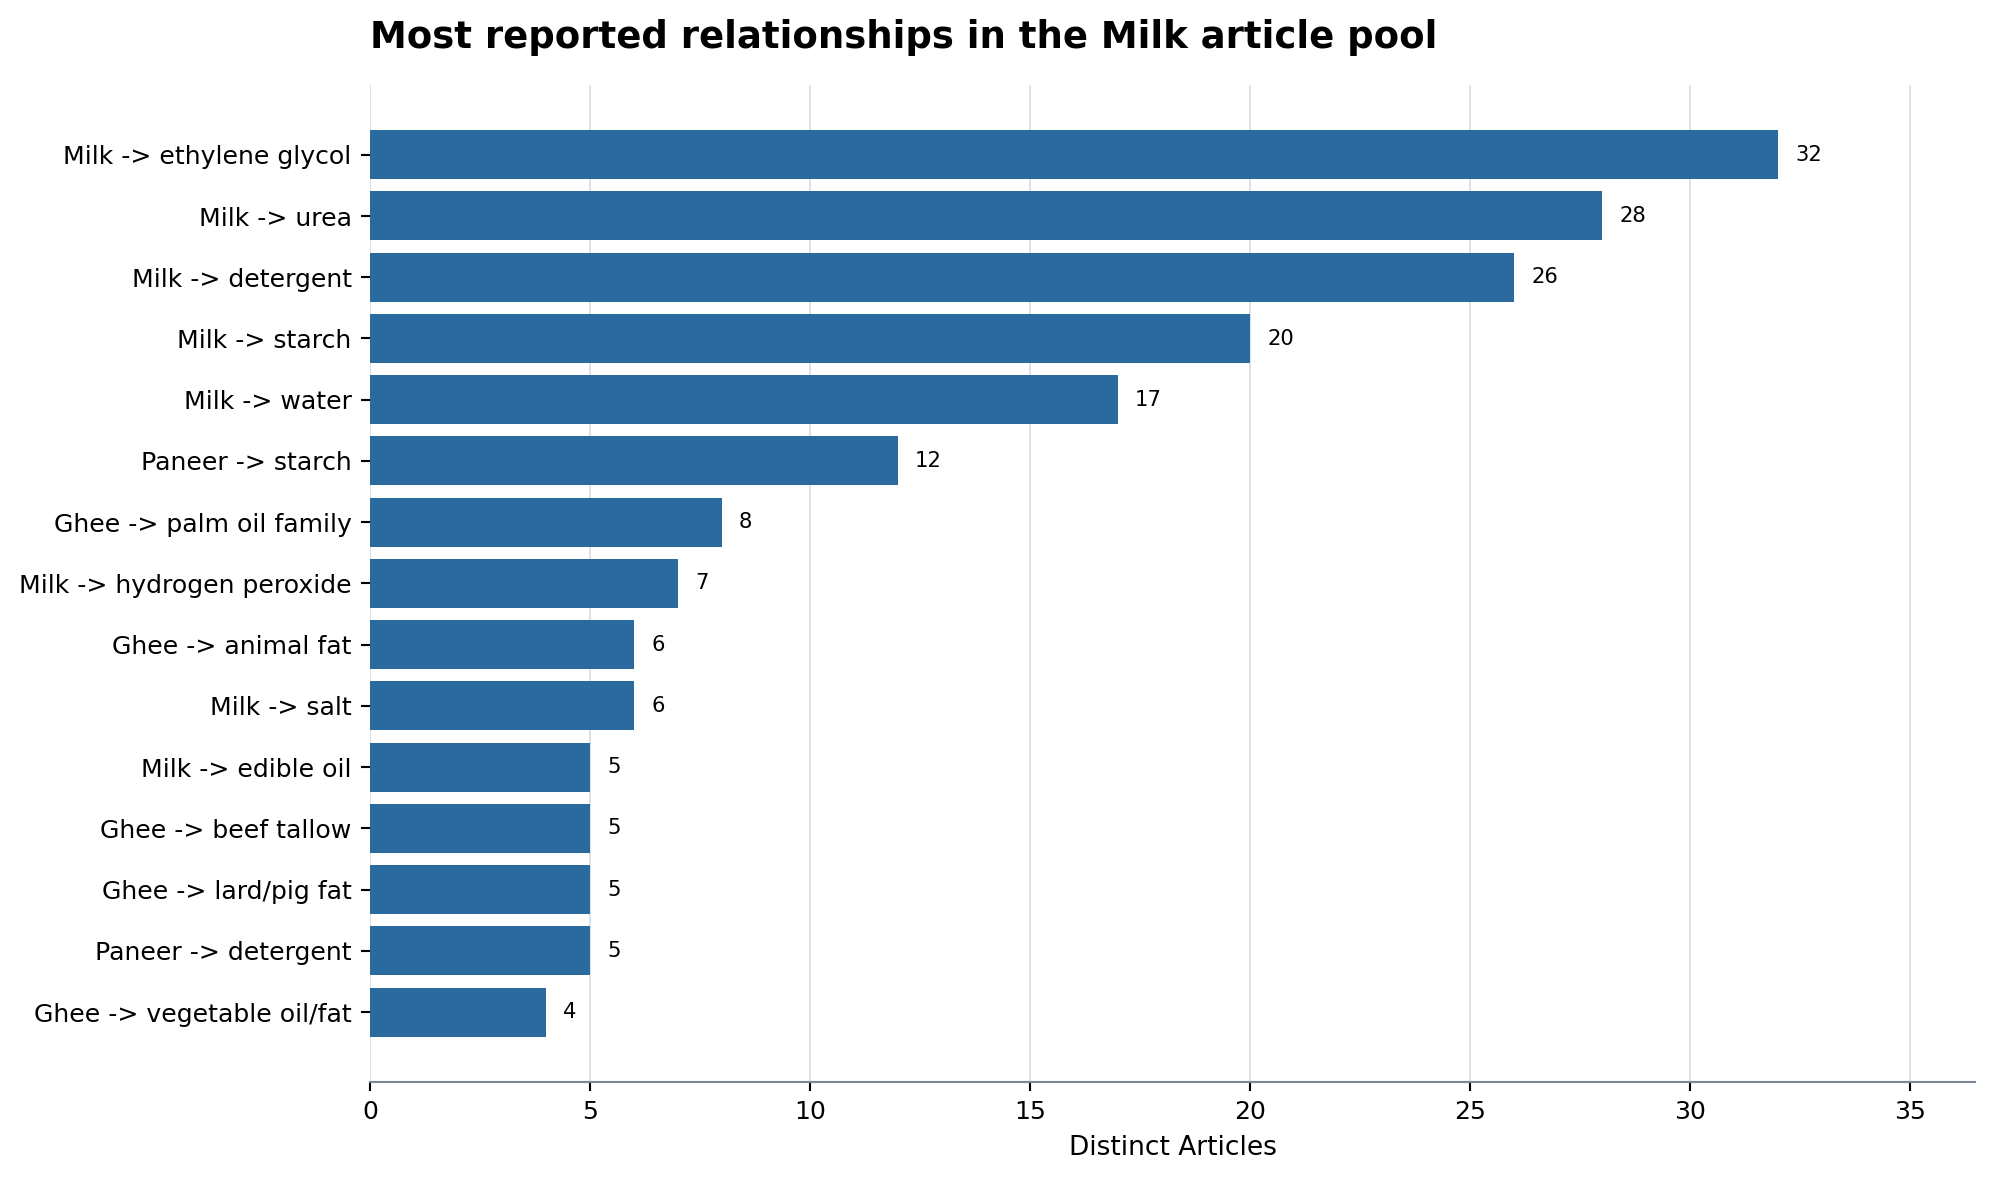 Most reported relationships in the Milk article pool
Milk -> ethylene glycol 32
Milk -> urea 28
Milk -> detergent 26
Milk -> starch 20
Milk -> water 17
Paneer -> starch 12
Ghee -> palm oil family 8
Milk -> hydrogen peroxide 7
Ghee -> animal fat 6
Milk -> salt 6
Milk -> edible oil 5
Ghee -> beef tallow 5
Ghee -> lard/pig fat 5
Paneer -> detergent 5
Ghee -> vegetable oil/fat 4
0 5 10 15 20 25 30 35
Distinct Articles